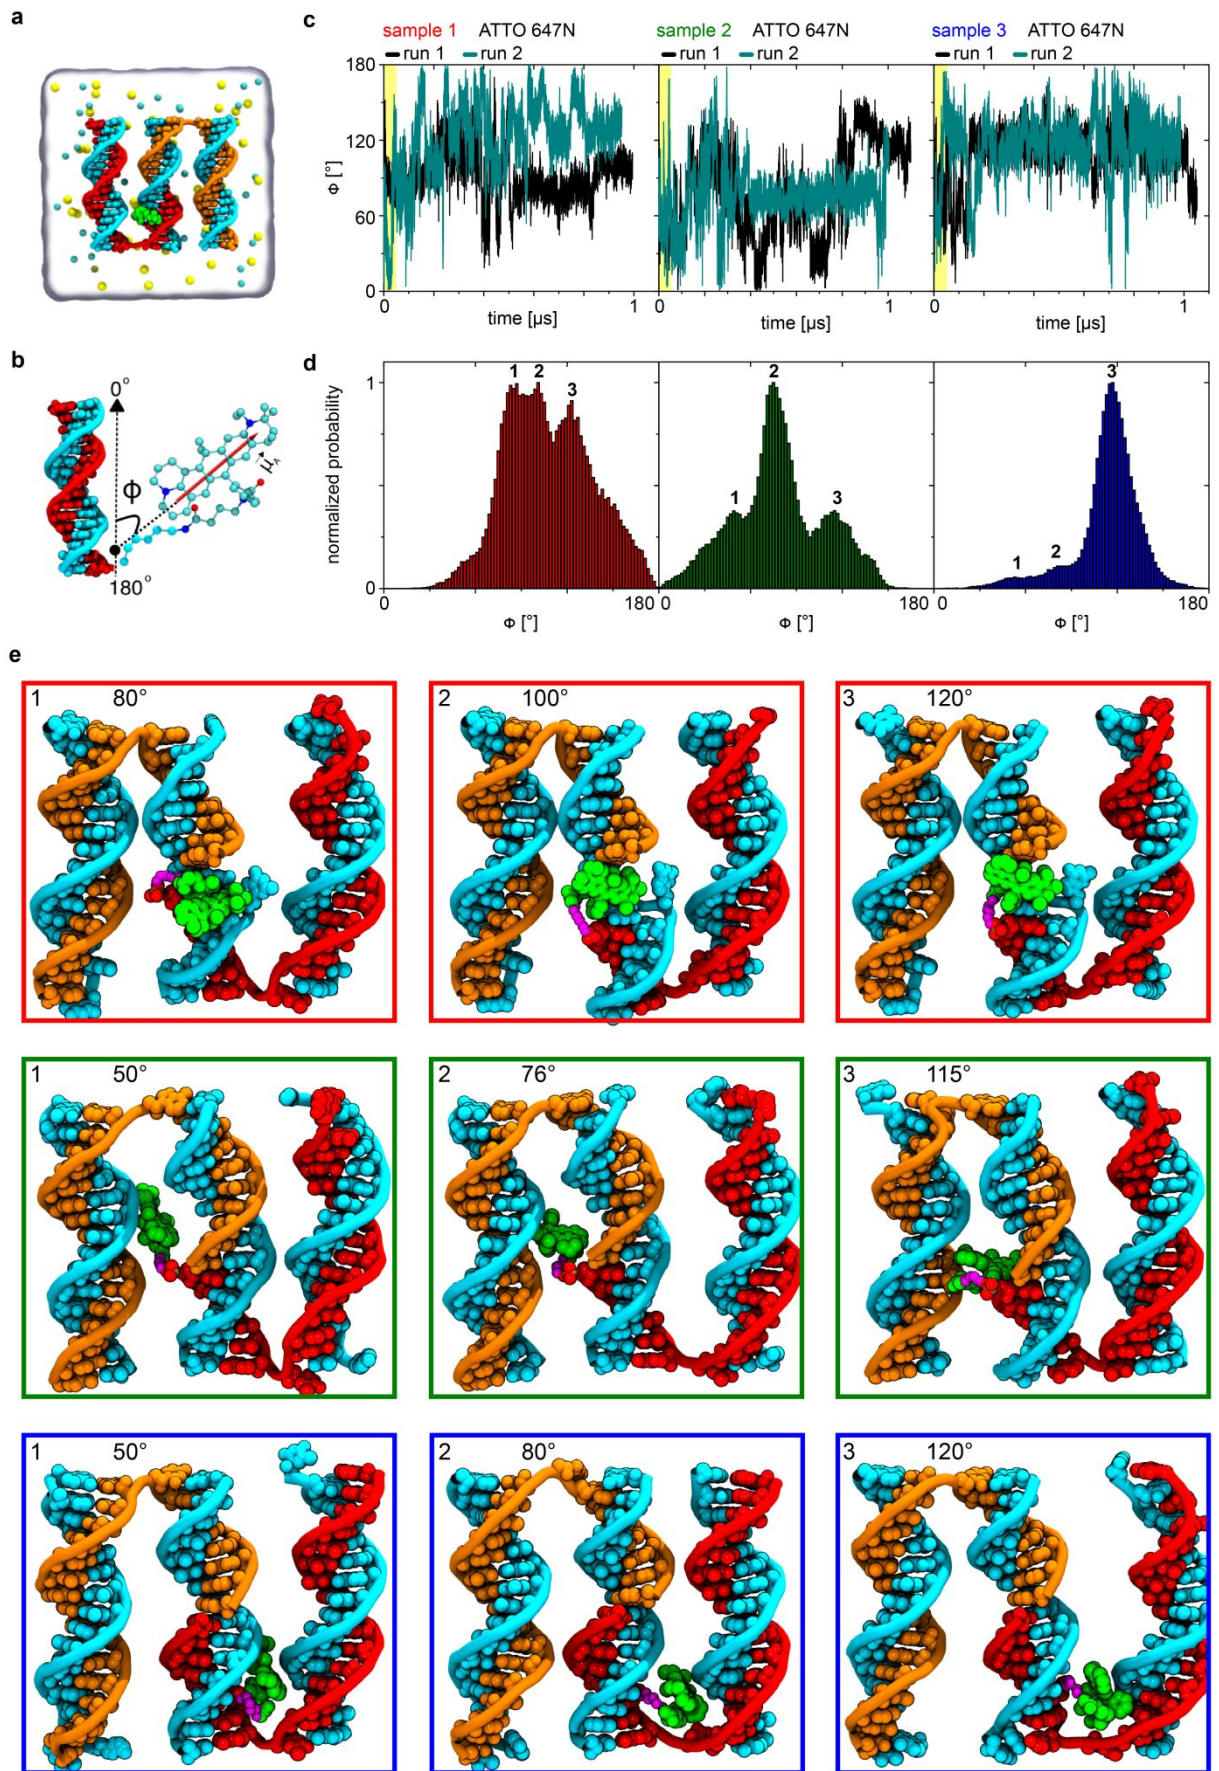 a
c
sample 1 ATTO 647N
run 1 run 2
sample 2 ATTO 647N
run 1 run 2
sample 3 ATTO 647N
run 1 run 2
180
120
60
0
Φ [°]
0 1
time [µs]
0 1
time [µs]
0 1
time [µs]
b
0°
Φ
μ_A
180°
d
1
0
normalized probability
1 2 3
0 180
Φ [°]
1 2 3
0 180
Φ [°]
1 2 3
0 180
Φ [°]
e
1 80°
2 100°
3 120°
1 50°
2 76°
3 115°
1 50°
2 80°
3 120°